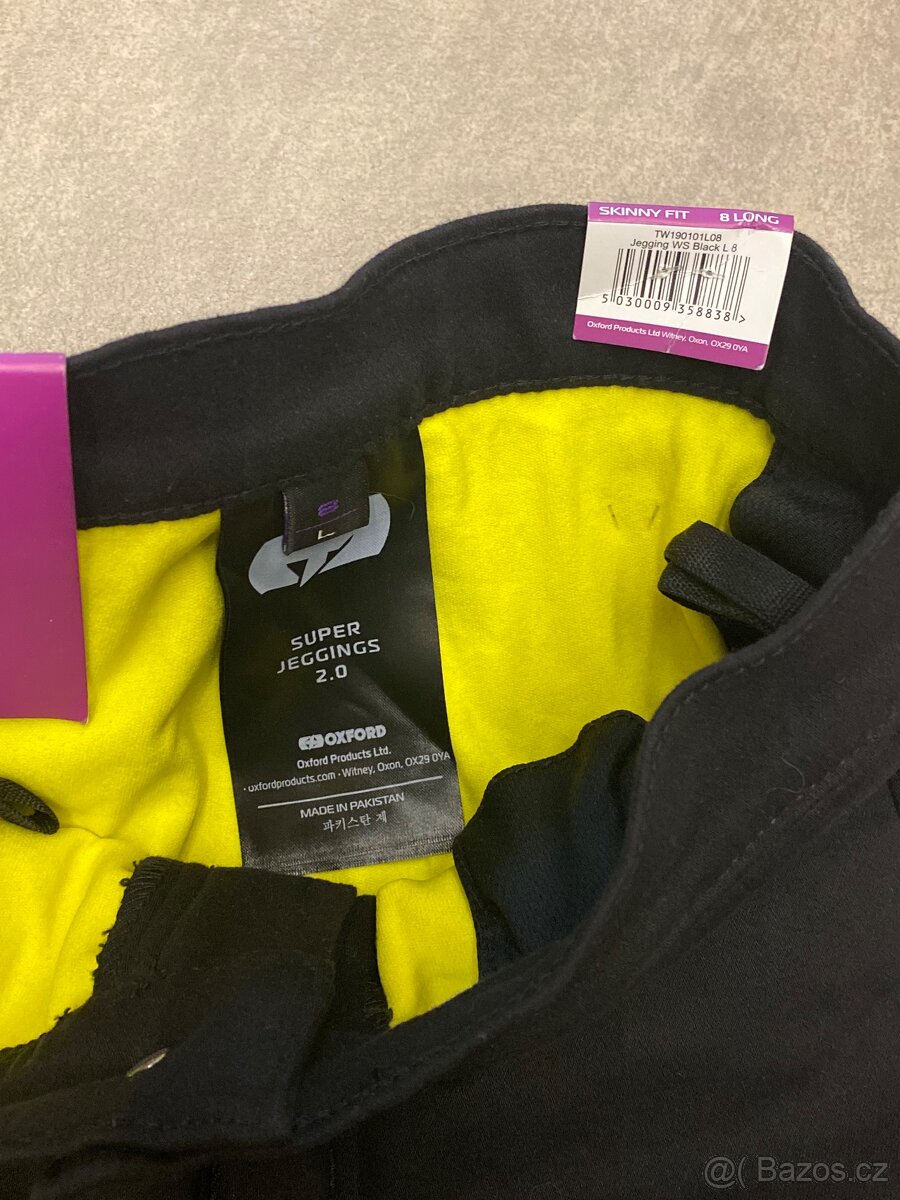 SKINNY FIT 8 LONG
TW190101L08
Jegging WS Black L 8
5 030009 358838 >
Oxford Products Ltd Witney, Oxon, OX29 0YA
8
L
SUPER
JEGGINGS
2.0
OXFORD
Oxford Products Ltd.
oxfordproducts.com · Witney, Oxon, OX29 0YA
MADE IN PAKISTAN
파키스탄 제
@( Bazos.cz